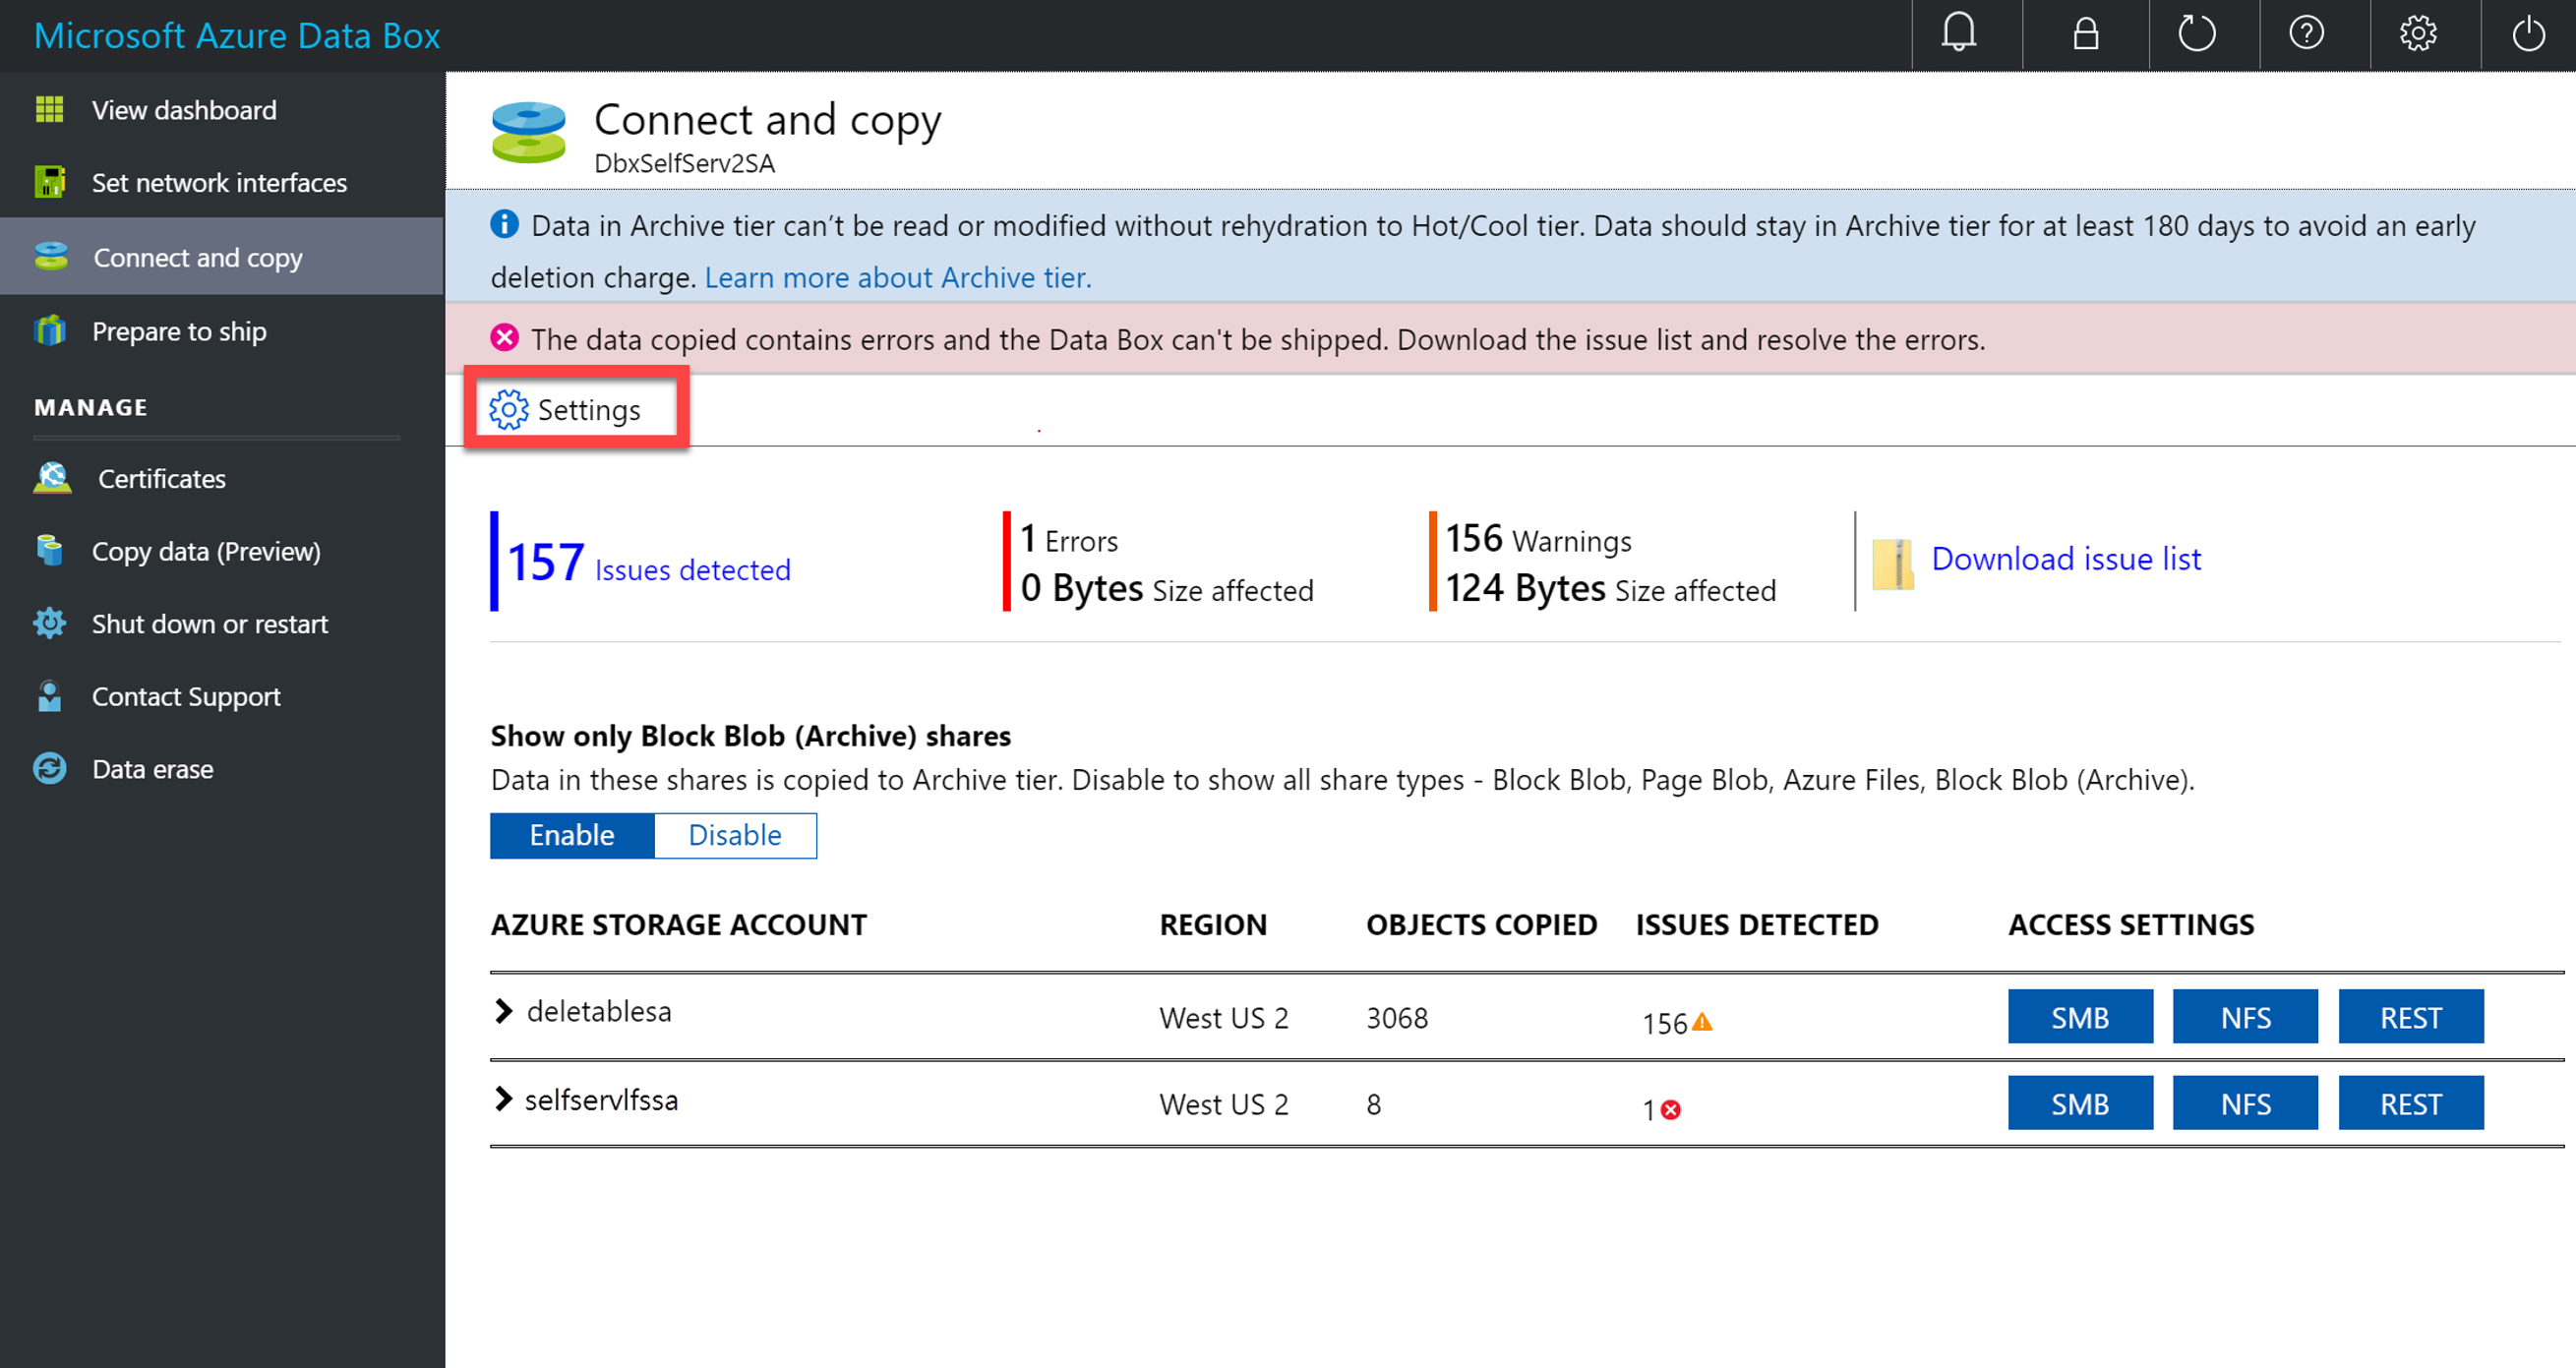 Microsoft Azure Data Box
View dashboard
Set network interfaces
Connect and copy
Prepare to ship
MANAGE
Certificates
Copy data (Preview)
Shut down or restart
Contact Support
Data erase
Connect and copy
DbxSelfServ2SA
Data in Archive tier can’t be read or modified without rehydration to Hot/Cool tier. Data should stay in Archive tier for at least 180 days to avoid an early
deletion charge. Learn more about Archive tier.
The data copied contains errors and the Data Box can't be shipped. Download the issue list and resolve the errors.
Settings
157 Issues detected
1 Errors
0 Bytes Size affected
156 Warnings
124 Bytes Size affected
Download issue list
Show only Block Blob (Archive) shares
Data in these shares is copied to Archive tier. Disable to show all share types - Block Blob, Page Blob, Azure Files, Block Blob (Archive).
Enable Disable
AZURE STORAGE ACCOUNT REGION OBJECTS COPIED ISSUES DETECTED ACCESS SETTINGS
deletablesa West US 2 3068 156 SMB NFS REST
selfservlfssa West US 2 8 1 SMB NFS REST